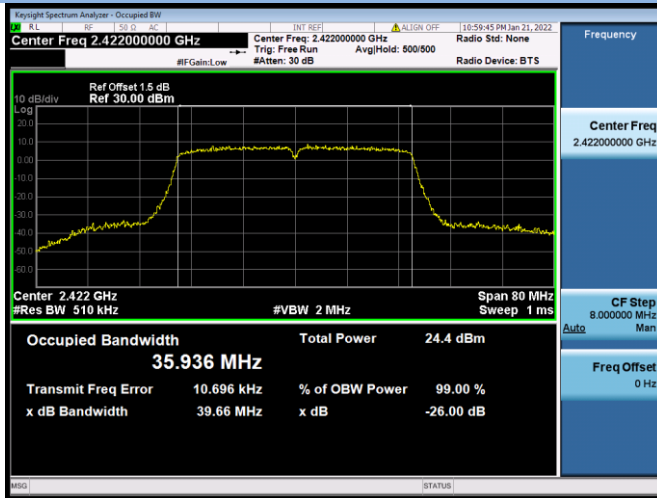 Keysight Spectrum Analyzer - Occupied BW
RL RF 50 Ω AC INT REF ALIGN OFF 10:59:45 PM Jan 21, 2022
Center Freq 2.422000000 GHz
Center Freq: 2.422000000 GHz Radio Std: None
Trig: Free Run Avg|Hold: 500/500
#IFGain:Low #Atten: 30 dB Radio Device: BTS
Ref Offset 1.5 dB
10 dB/div Ref 30.00 dBm
Log
20.0
10.0
0.00
-10.0
-20.0
-30.0
-40.0
-50.0
-60.0
Center 2.422 GHz Span 80 MHz
#Res BW 510 kHz #VBW 2 MHz Sweep 1 ms
Occupied Bandwidth Total Power 24.4 dBm
35.936 MHz
Transmit Freq Error 10.696 kHz % of OBW Power 99.00 %
x dB Bandwidth 39.66 MHz x dB -26.00 dB
MSG STATUS
Frequency
Center Freq
2.422000000 GHz
CF Step
8.000000 MHz
Auto Man
Freq Offset
0 Hz